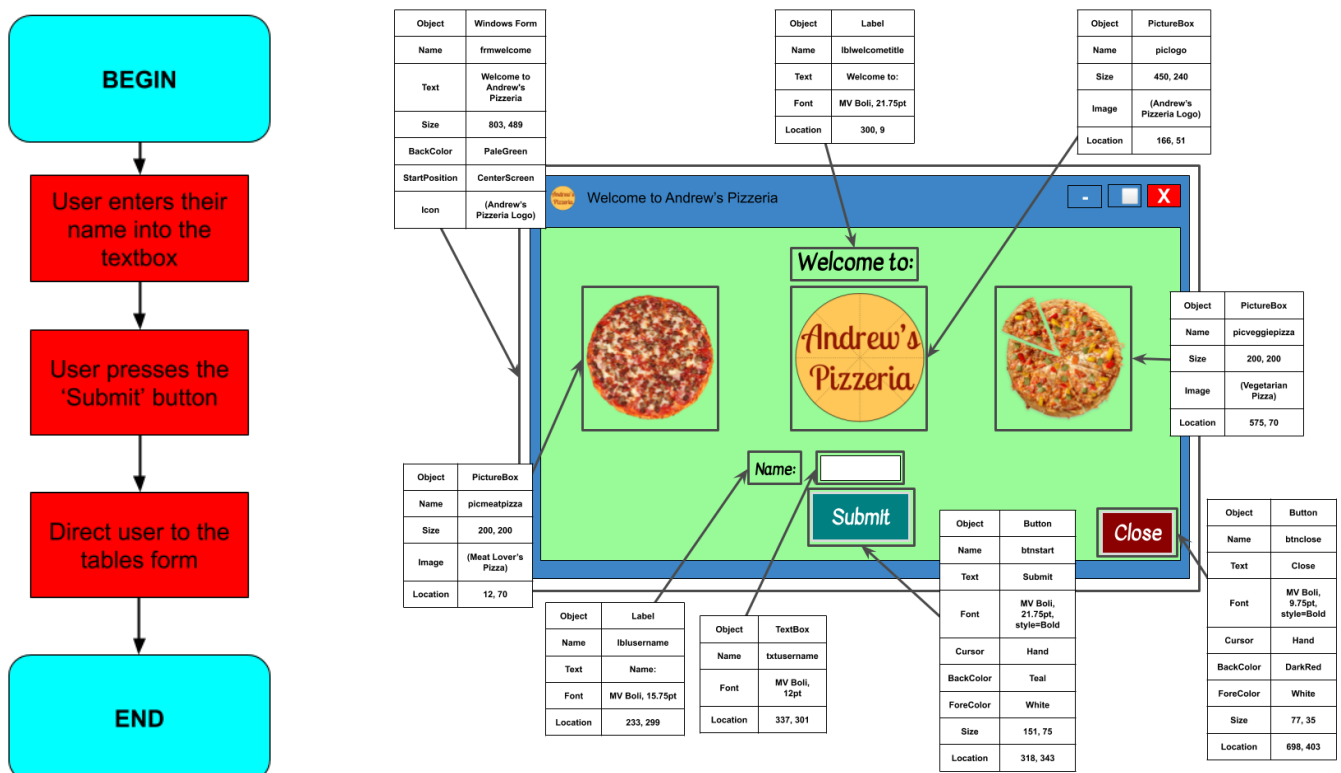 BEGIN
User enters their
name into the
textbox
User presses the
‘Submit’ button
Direct user to the
tables form
END
Object Windows Form
Name frmwelcome
Text Welcome to
Andrew's
Pizzeria
Size 803, 489
BackColor PaleGreen
StartPosition CenterScreen
Icon (Andrew's
Pizzeria Logo)
Object Label
Name lblwelcometitle
Text Welcome to:
Font MV Boli, 21.75pt
Location 300, 9
Object PictureBox
Name piclogo
Size 450, 240
Image (Andrew's
Pizzeria Logo)
Location 166, 51
Andrew's
Pizzeria
Welcome to Andrew's Pizzeria
-
X
Welcome to:
Andrew's
Pizzeria
Object PictureBox
Name picveggiepizza
Size 200, 200
Image (Vegetarian
Pizza)
Location 575, 70
Object PictureBox
Name picmeatpizza
Size 200, 200
Image (Meat Lover's
Pizza)
Location 12, 70
Name:
Submit
Close
Object Label
Name lblusername
Text Name:
Font MV Boli, 15.75pt
Location 233, 299
Object TextBox
Name txtusername
Font MV Boli,
12pt
Location 337, 301
Object Button
Name btnstart
Text Submit
Font MV Boli,
21.75pt,
style=Bold
Cursor Hand
BackColor Teal
ForeColor White
Size 151, 75
Location 318, 343
Object Button
Name btnclose
Text Close
Font MV Boli,
9.75pt,
style=Bold
Cursor Hand
BackColor DarkRed
ForeColor White
Size 77, 35
Location 698, 403